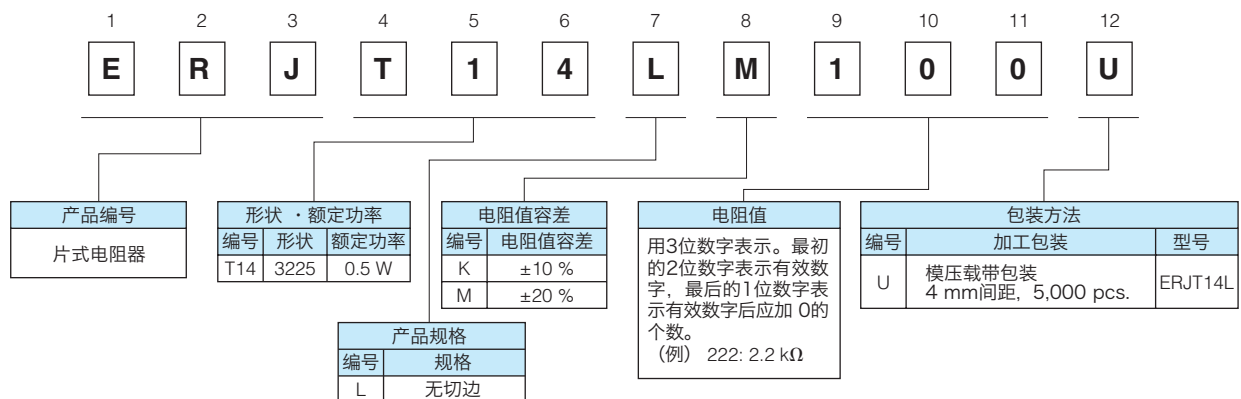 1 2 3 4 5 6 7 8 9 10 11 12
E R J T 1 4 L M 1 0 0 U
产品编号
片式电阻器
形状 ・额定功率
编号 形状 额定功率
T14 3225 0.5 W
产品规格
编号 规格
L 无切边
电阻值容差
编号 电阻值容差
K ±10 %
M ±20 %
电阻值
用3位数字表示。最初
的2位数字表示有效数
字，最后的1位数字表
示有效数字后应加 0的
个数。
（例） 222: 2.2 kΩ
包装方法
编号 加工包装 型号
U 模压载带包装 ERJT14L
4 mm间距，5,000 pcs.